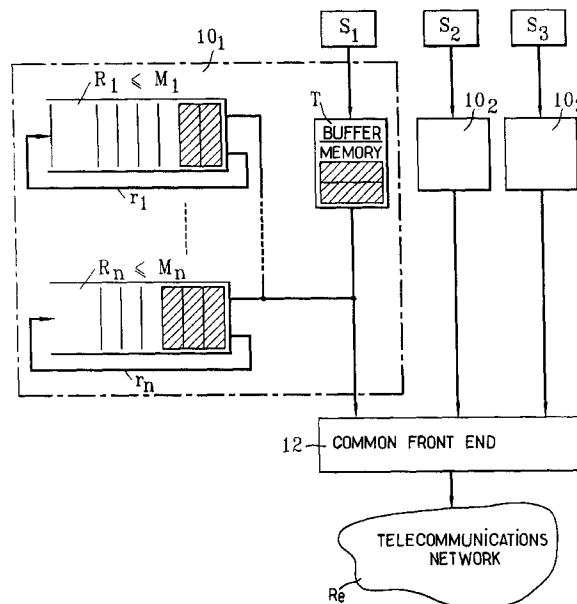 S₁ S₂ S₃
10₁
R₁ ⩽ M₁
T
BUFFER
MEMORY
10₂
r₁
Rₙ ⩽ Mₙ
rₙ
12 COMMON FRONT END
TELECOMMUNICATIONS
NETWORK
Re